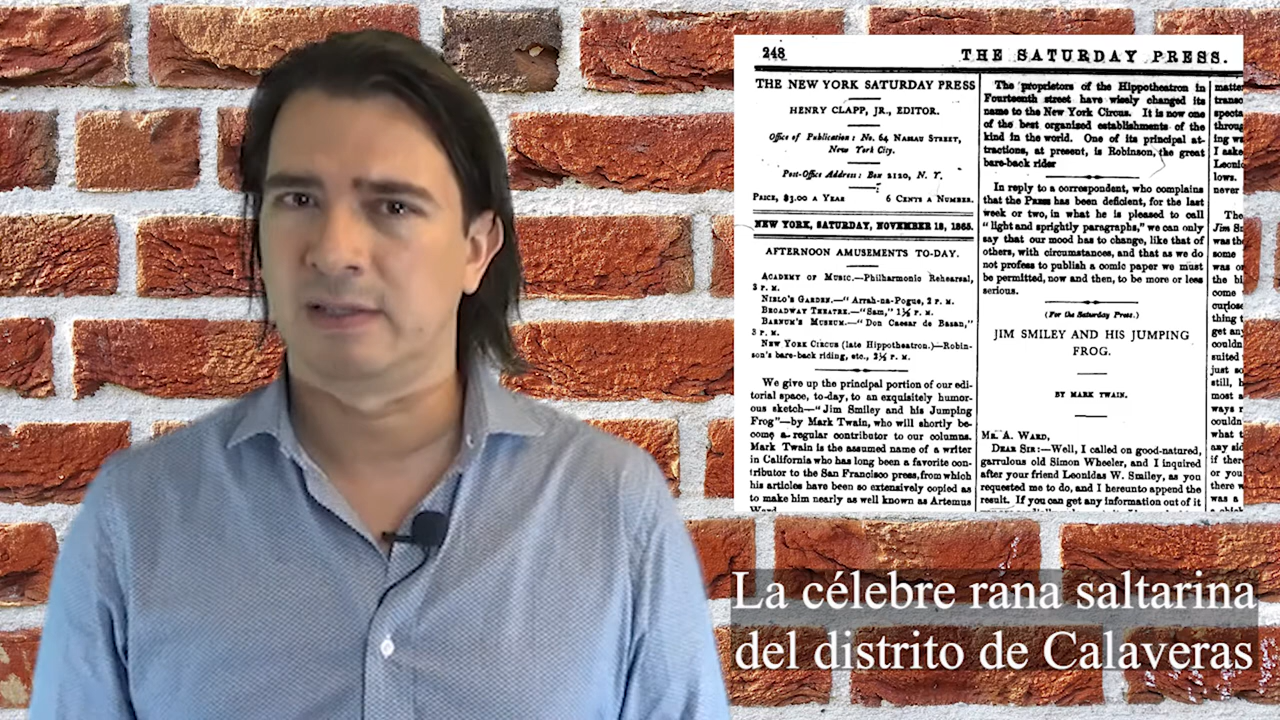 248
THE SATURDAY PRESS.
THE NEW YORK SATURDAY PRESS
HENRY CLAPP, JR., EDITOR.
Office of Publication: No. 64 Nassau Street,
New York City.
Post-Office Address: Box 2120, N. Y.
Price, $3.00 a Year 6 Cents a Number.
NEW YORK, SATURDAY, NOVEMBER 18, 1865.
AFTERNOON AMUSEMENTS TO-DAY.
Academy of Music.—Philharmonic Rehearsal,
3 P. M.
Niblo's Garden.—"Arrah-na-Pogue, 2 P. M.
Broadway Theatre.—"Sam," 1½ P. M.
Barnum's Museum.—"Don Caesar de Bazan,"
3 P. M.
New York Circus (late Hippotheatron.)—Robin-
son's bare-back riding, etc., 2½ P. M.
We give up the principal portion of our edi-
torial space, to-day, to an exquisitely humor-
ous sketch—"Jim Smiley and his Jumping
Frog"—by Mark Twain, who will shortly be-
come a regular contributor to our columns.
Mark Twain is the assumed name of a writer
in California who has long been a favorite con-
tributor to the San Francisco press, from which
his articles have been so extensively copied as
to make him nearly as well known as Artemus
Ward.
The proprietors of the Hippotheatron in
Fourteenth street have wisely changed its
name to the New York Circus. It is now one
of the best organized establishments of the
kind in the world. One of its principal at-
tractions, at present, is Robinson, the great
bare-back rider
In reply to a correspondent, who complains
that the Press has been deficient, for the last
week or two, in what he is pleased to call
"light and sprightly paragraphs," we can only
say that our mood has to change, like that of
others, with circumstances, and that as we do
not profess to publish a comic paper we must
be permitted, now and then, to be more or less
serious.
(For the Saturday Press.)
JIM SMILEY AND HIS JUMPING
FROG.
BY MARK TWAIN.
Mr. A. Ward,
Dear Sir:—Well, I called on good-natured,
garrulous old Simon Wheeler, and I inquired
after your friend Leonidas W. Smiley, as you
requested me to do, and I hereunto append the
result. If you can get any information out of it
La célebre rana saltarina
del distrito de Calaveras